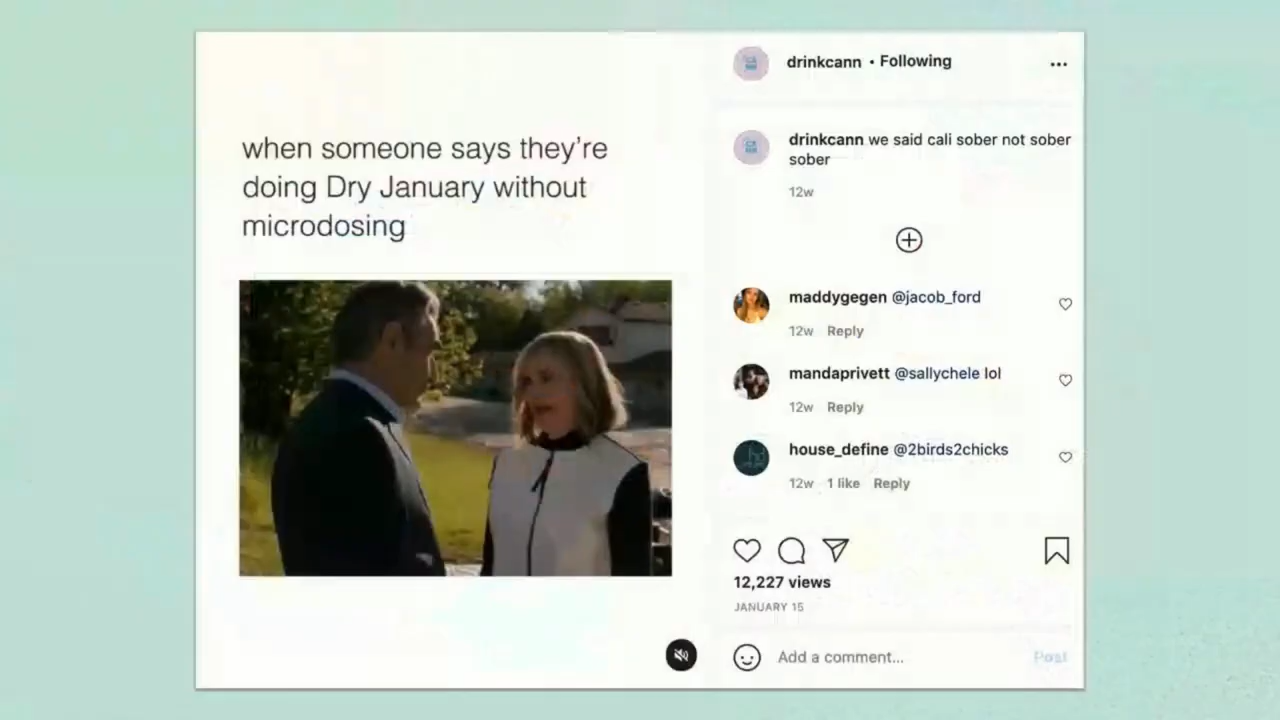 when someone says they're
doing Dry January without
microdosing
drinkcann • Following
drinkcann we said cali sober not sober
sober
12w
maddygegen @jacob_ford
12w Reply
mandaprivett @sallychele lol
12w Reply
house_define @2birds2chicks
12w 1 like Reply
12,227 views
JANUARY 15
Add a comment...
Post